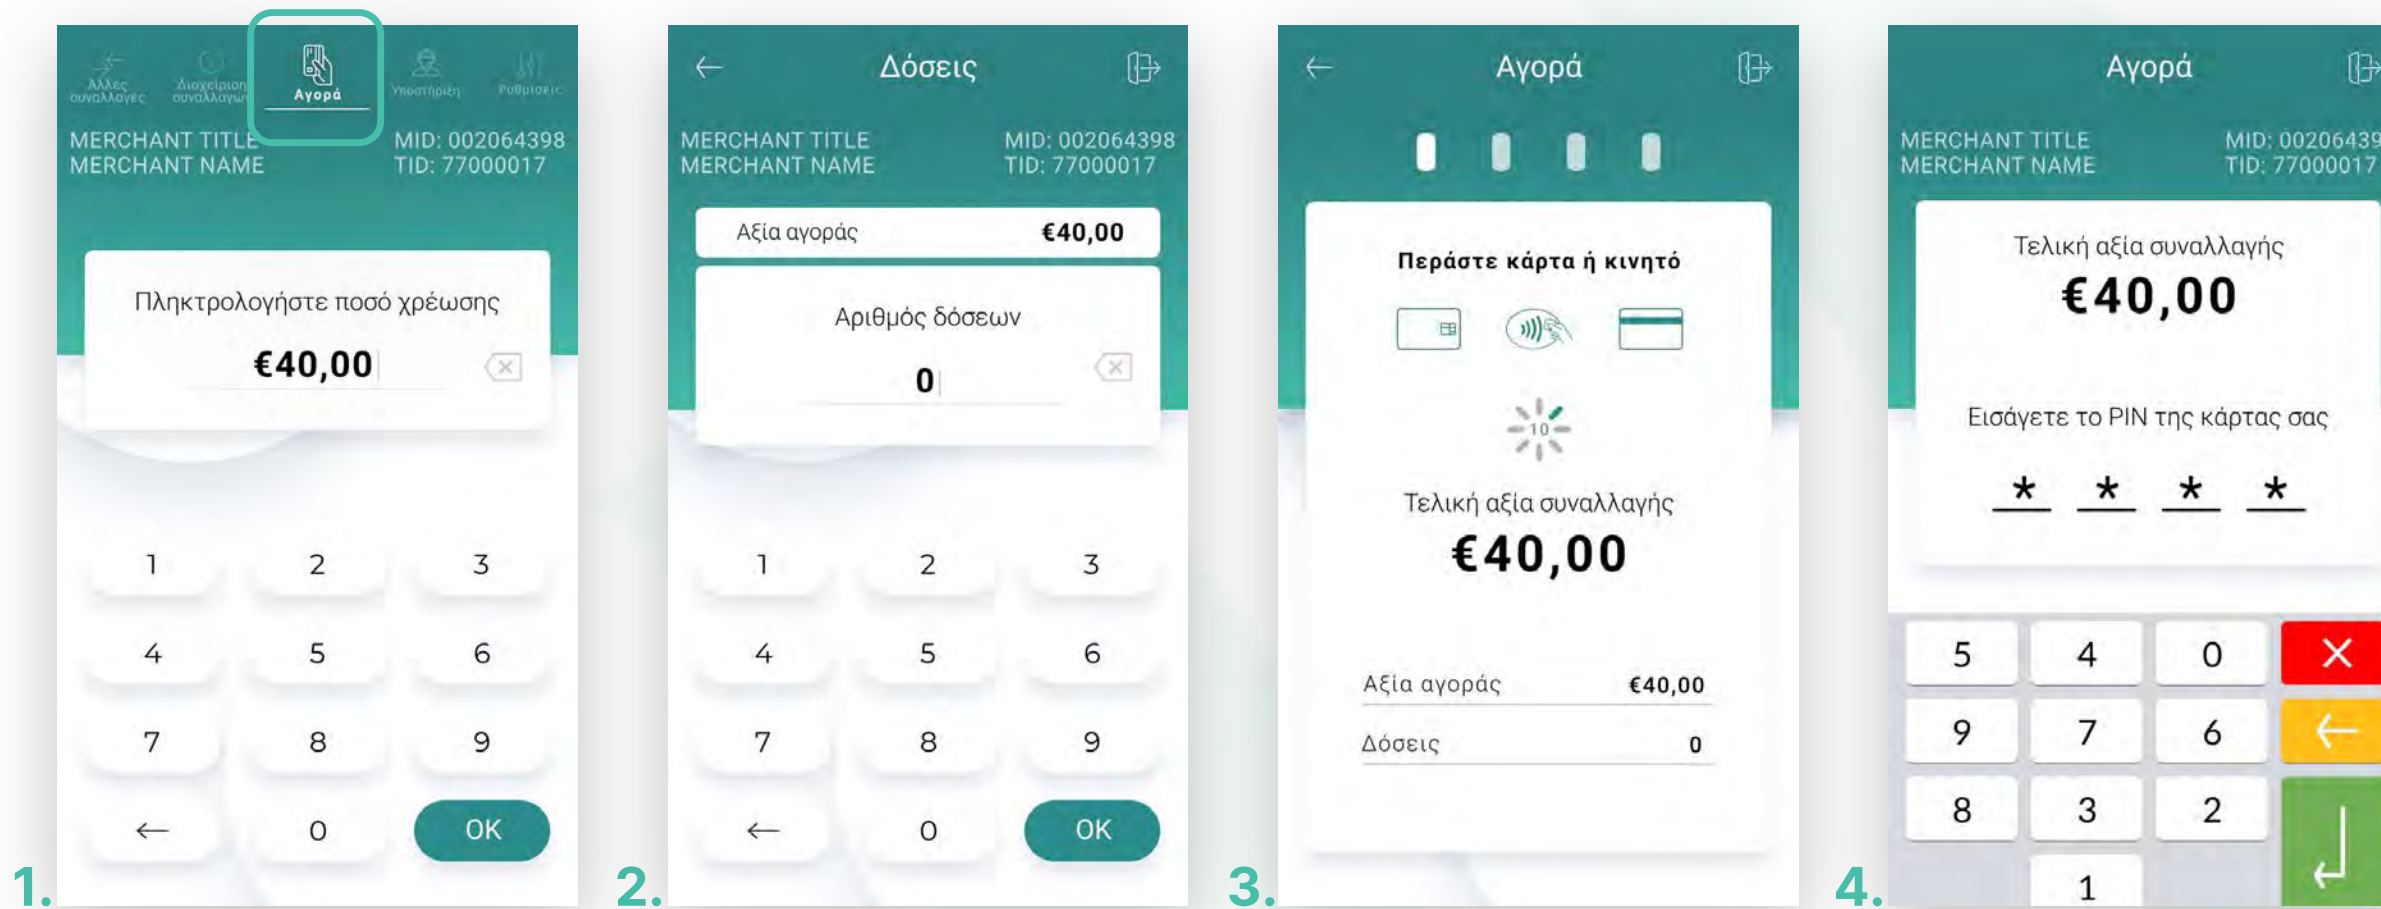 Άλλες
συναλλαγές
Διαχείριση
συναλλαγών
Αγορά
Υποστήριξη
Ρυθμίσεις
MERCHANT TITLE
MID: 002064398
MERCHANT NAME
TID: 77000017
Πληκτρολογήστε ποσό χρέωσης
€40,00
1 2 3
4 5 6
7 8 9
← 0 OK
1.
← Δόσεις
MERCHANT TITLE
MID: 002064398
MERCHANT NAME
TID: 77000017
Αξία αγοράς €40,00
Αριθμός δόσεων
0
1 2 3
4 5 6
7 8 9
← 0 OK
2.
← Αγορά
Περάστε κάρτα ή κινητό
10
Τελική αξία συναλλαγής
€40,00
Αξία αγοράς €40,00
Δόσεις 0
3.
Αγορά
MERCHANT TITLE
MID: 00206439
MERCHANT NAME
TID: 77000017
Τελική αξία συναλλαγής
€40,00
Εισάγετε το PIN της κάρτας σας
* * * *
5 4 0
9 7 6
8 3 2
1
4.